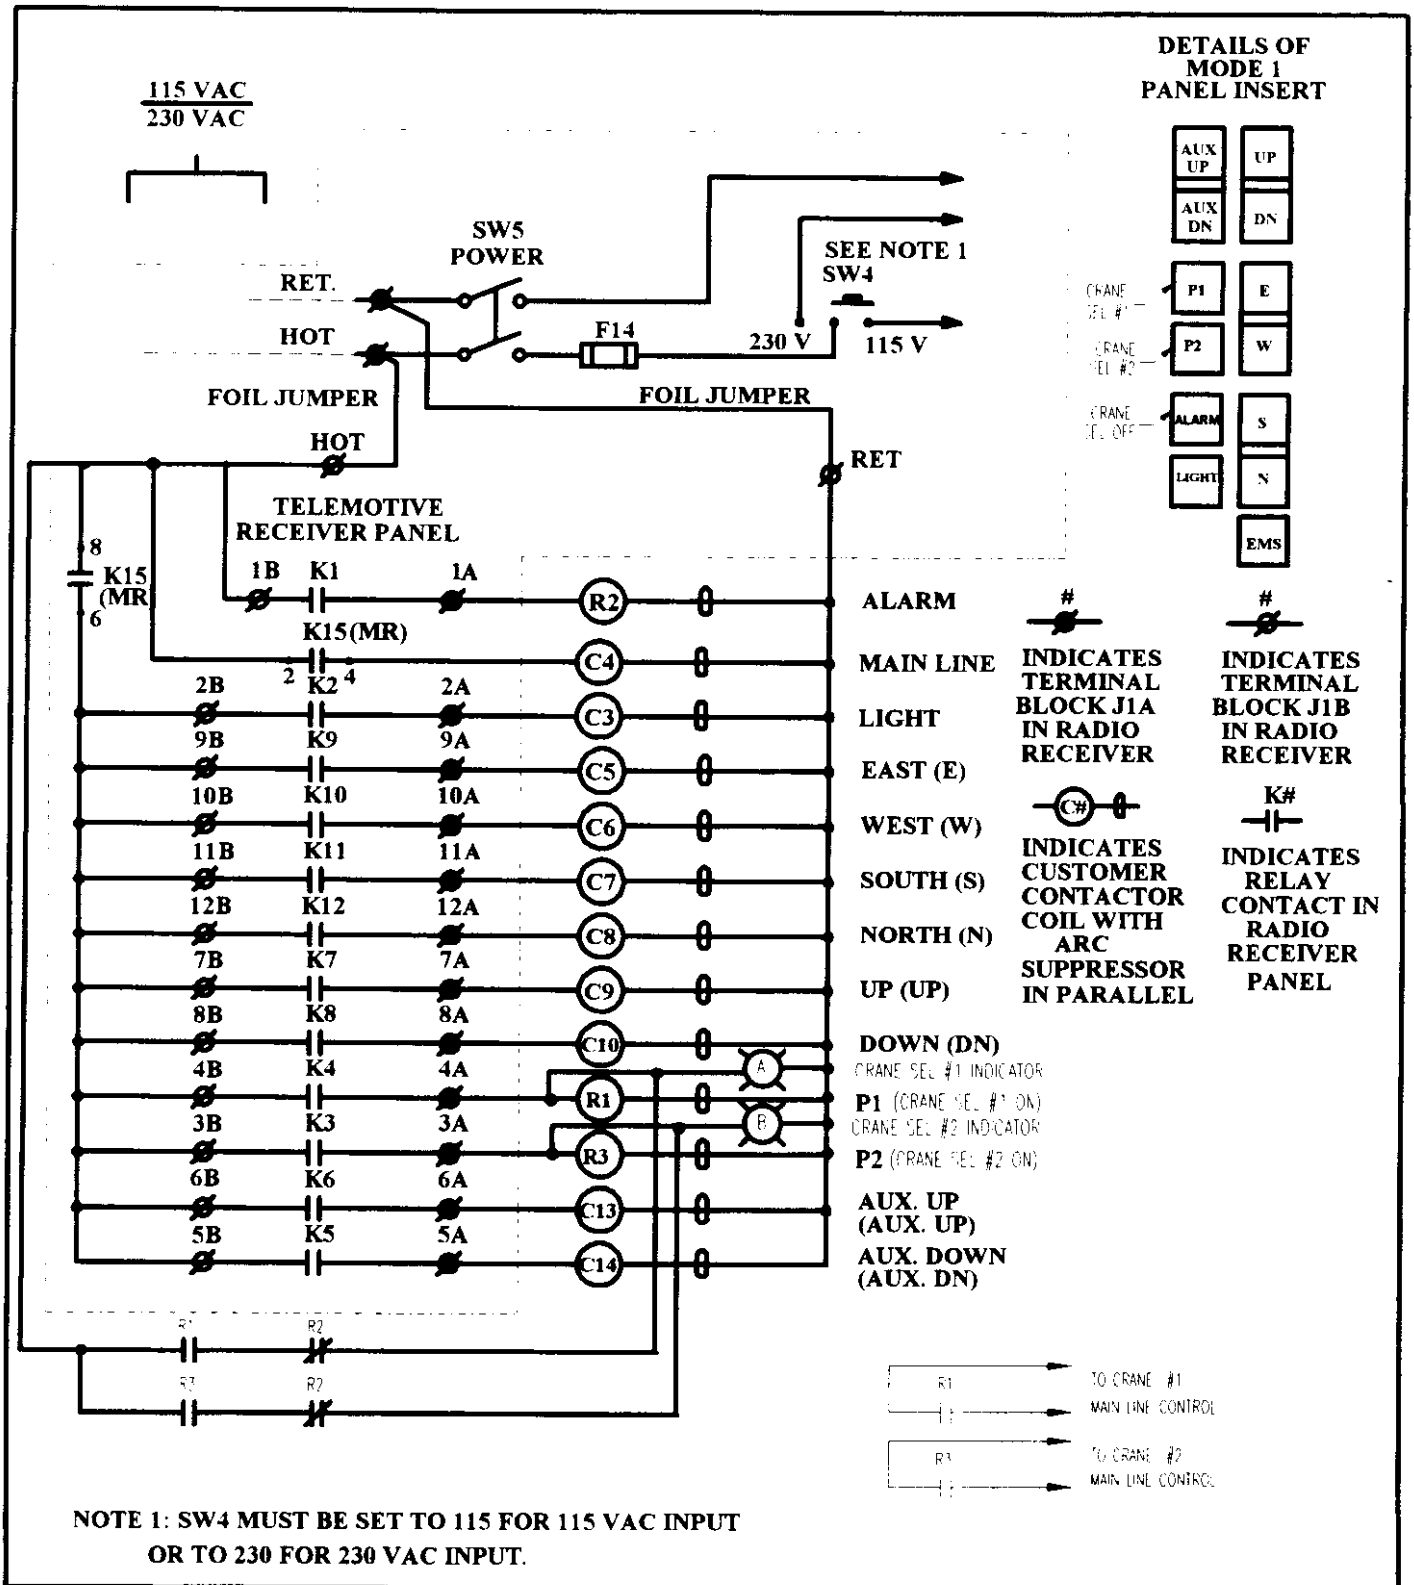 DETAILS OF
MODE 1
PANEL INSERT
115 VAC
230 VAC
AUX
UP
UP
AUX
DN
DN
SW5
POWER
SEE NOTE 1
SW4
RET.
CRANE
SEL #1
P1
E
HOT
F14
230 V
115 V
CRANE
SEL #2
P2
W
FOIL JUMPER
FOIL JUMPER
CRANE
SEL OFF
ALARM
S
HOT
RET
LIGHT
N
TELEMOTIVE
RECEIVER PANEL
EMS
8
K15
(MR
6
1B
K1
1A
R2
ALARM
K15(MR)
2
4
C4
MAIN LINE
2B
K2
2A
C3
LIGHT
9B
K9
9A
C5
EAST (E)
10B
K10
10A
C6
WEST (W)
11B
K11
11A
C7
SOUTH (S)
12B
K12
12A
C8
NORTH (N)
7B
K7
7A
C9
UP (UP)
8B
K8
8A
C10
DOWN (DN)
A
CRANE SEL #1 INDICATOR
4B
K4
4A
R1
P1 (CRANE SEL #1 ON)
B
CRANE SEL #2 INDICATOR
3B
K3
3A
R3
P2 (CRANE SEL #2 ON)
6B
K6
6A
C13
AUX. UP
(AUX. UP)
5B
K5
5A
C14
AUX. DOWN
(AUX. DN)
#
INDICATES
TERMINAL
BLOCK J1A
IN RADIO
RECEIVER
#
INDICATES
TERMINAL
BLOCK J1B
IN RADIO
RECEIVER
C#
INDICATES
CUSTOMER
CONTACTOR
COIL WITH
ARC
SUPPRESSOR
IN PARALLEL
K#
INDICATES
RELAY
CONTACT IN
RADIO
RECEIVER
PANEL
R1
R2
R3
R2
R1
TO CRANE #1
MAIN LINE CONTROL
R3
TO CRANE #2
MAIN LINE CONTROL
NOTE 1: SW4 MUST BE SET TO 115 FOR 115 VAC INPUT
OR TO 230 FOR 230 VAC INPUT.